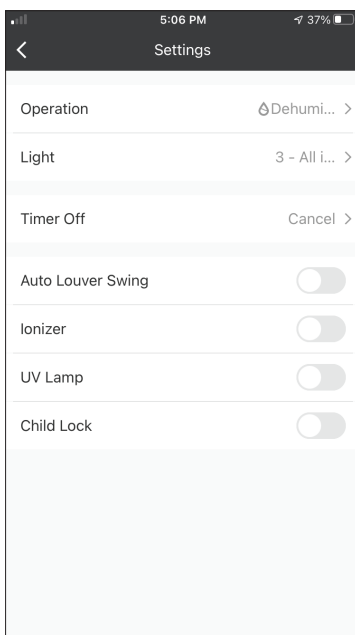 5:06 PM 37%
Settings
Operation Dehumi...
Light 3 - All i...
Timer Off Cancel
Auto Louver Swing
Ionizer
UV Lamp
Child Lock